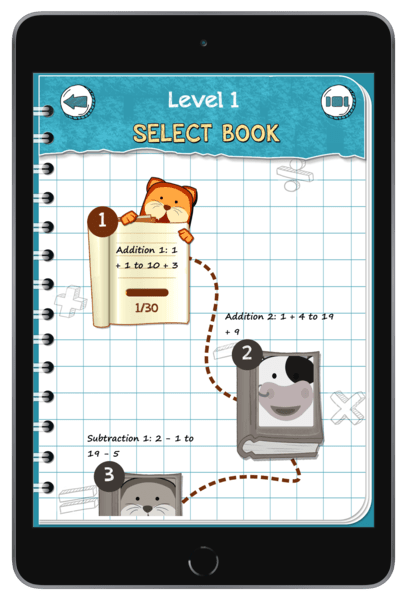 Level 1
SELECT BOOK
1
Addition 1: 1
+ 1 to 10 + 3
1/30
Addition 2: 1 + 4 to 19
+ 9
2
Subtraction 1: 2 - 1 to
19 - 5
3